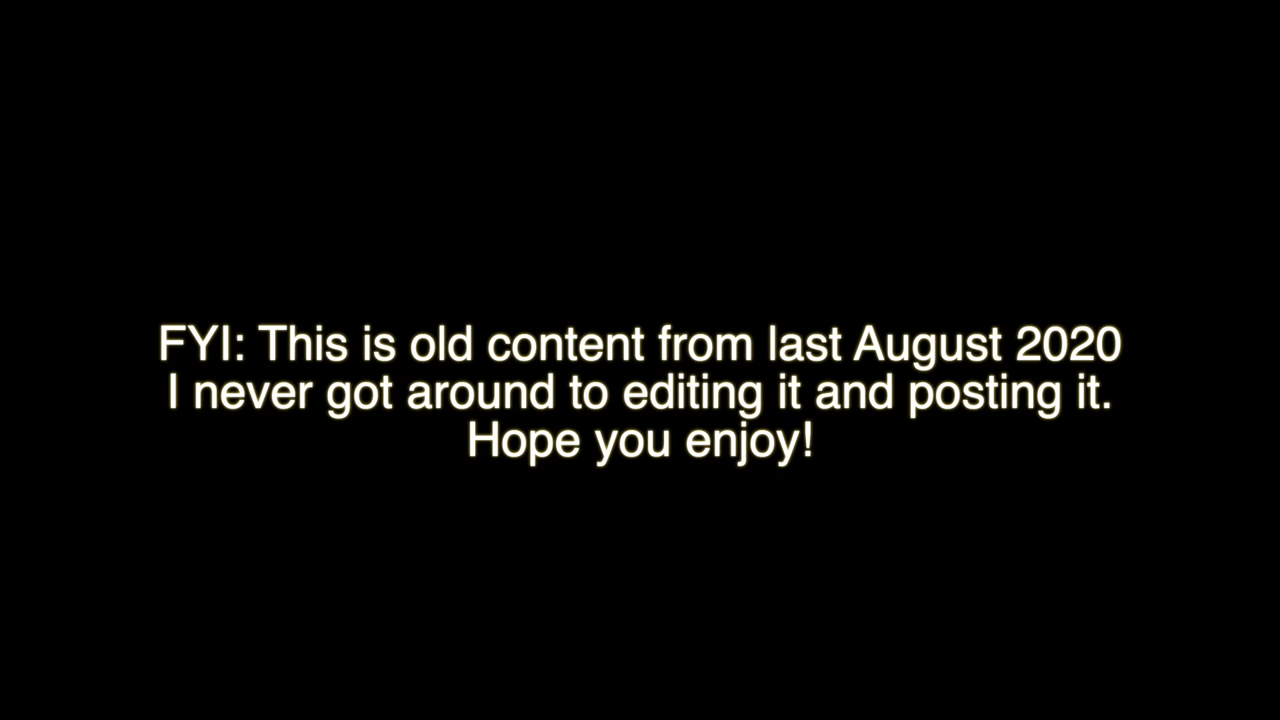 FYI: This is old content from last August 2020
I never got around to editing it and posting it.
Hope you enjoy!